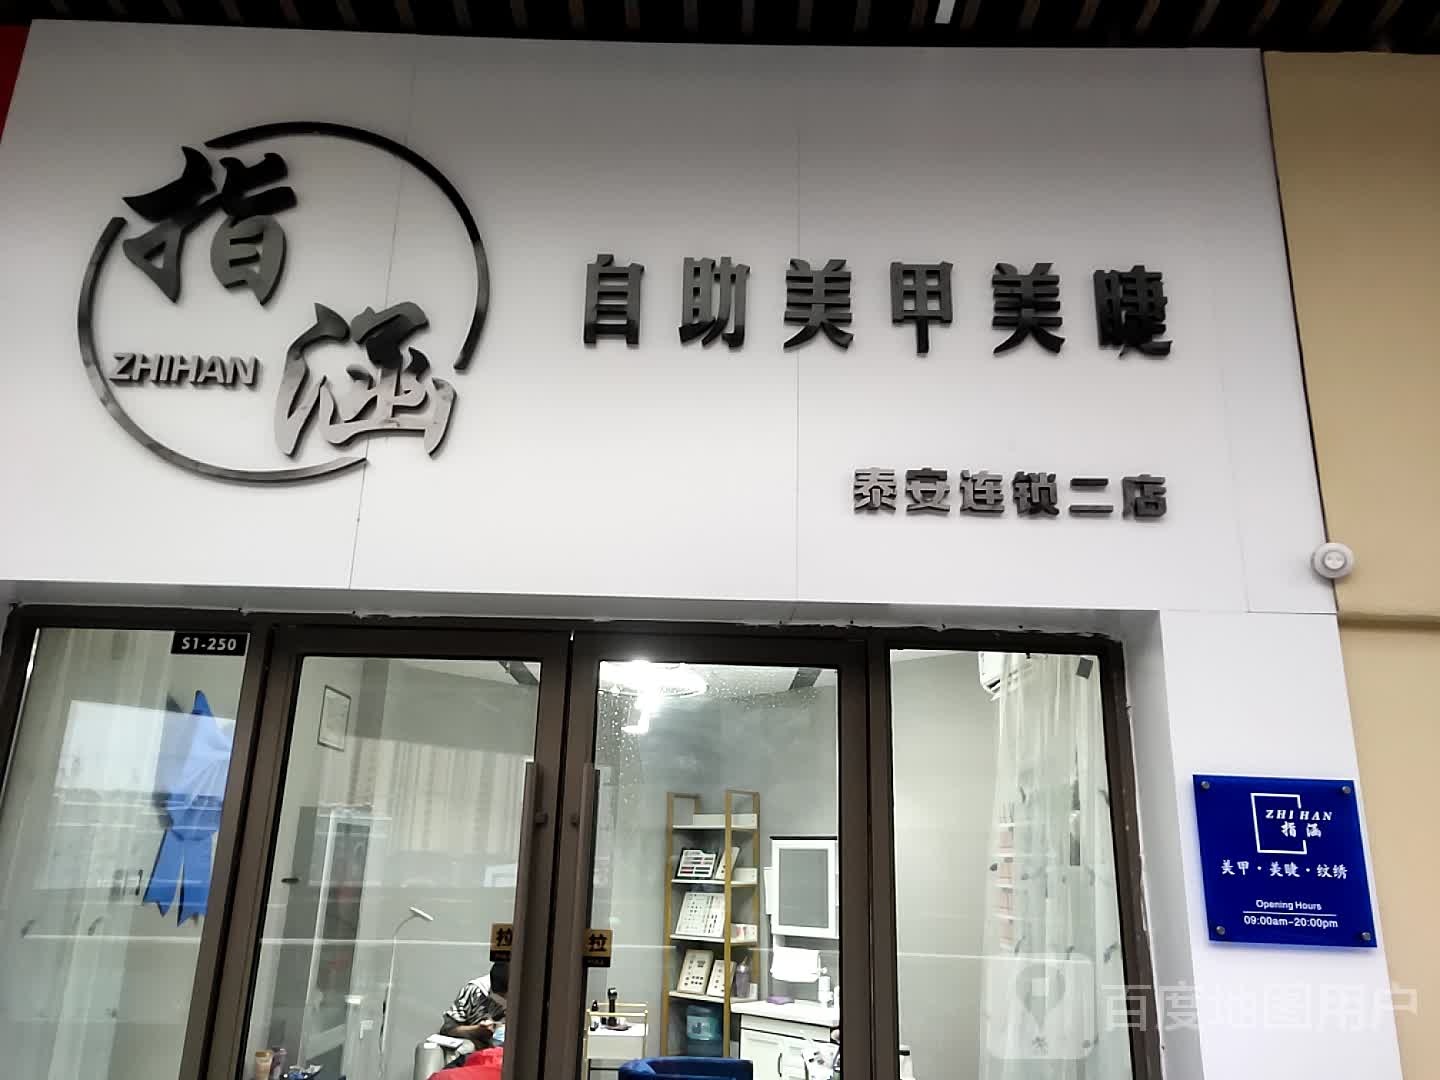 指涵
ZHIHAN
自助美甲美睫
泰安连锁二店
S1-250
拉
拉
ZHI HAN
指涵
美甲·美睫·纹绣
Opening Hours
09:00am-20:00pm
百度地图用户